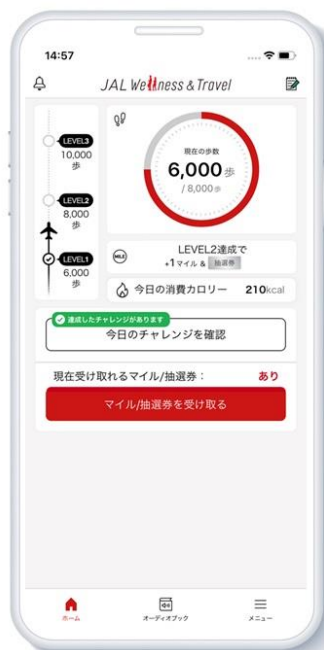 14:57
JAL Wellness & Travel
LEVEL3
10,000
歩
LEVEL2
8,000
歩
LEVEL1
6,000
歩
現在の歩数
6,000歩
/ 8,000歩
MILE
LEVEL2達成で
+1マイル & 抽選券
今日の消費カロリー 210kcal
達成したチャレンジがあります
今日のチャレンジを確認
現在受け取れるマイル/抽選券： あり
マイル/抽選券を受け取る
ホーム
オーディオブック
メニュー